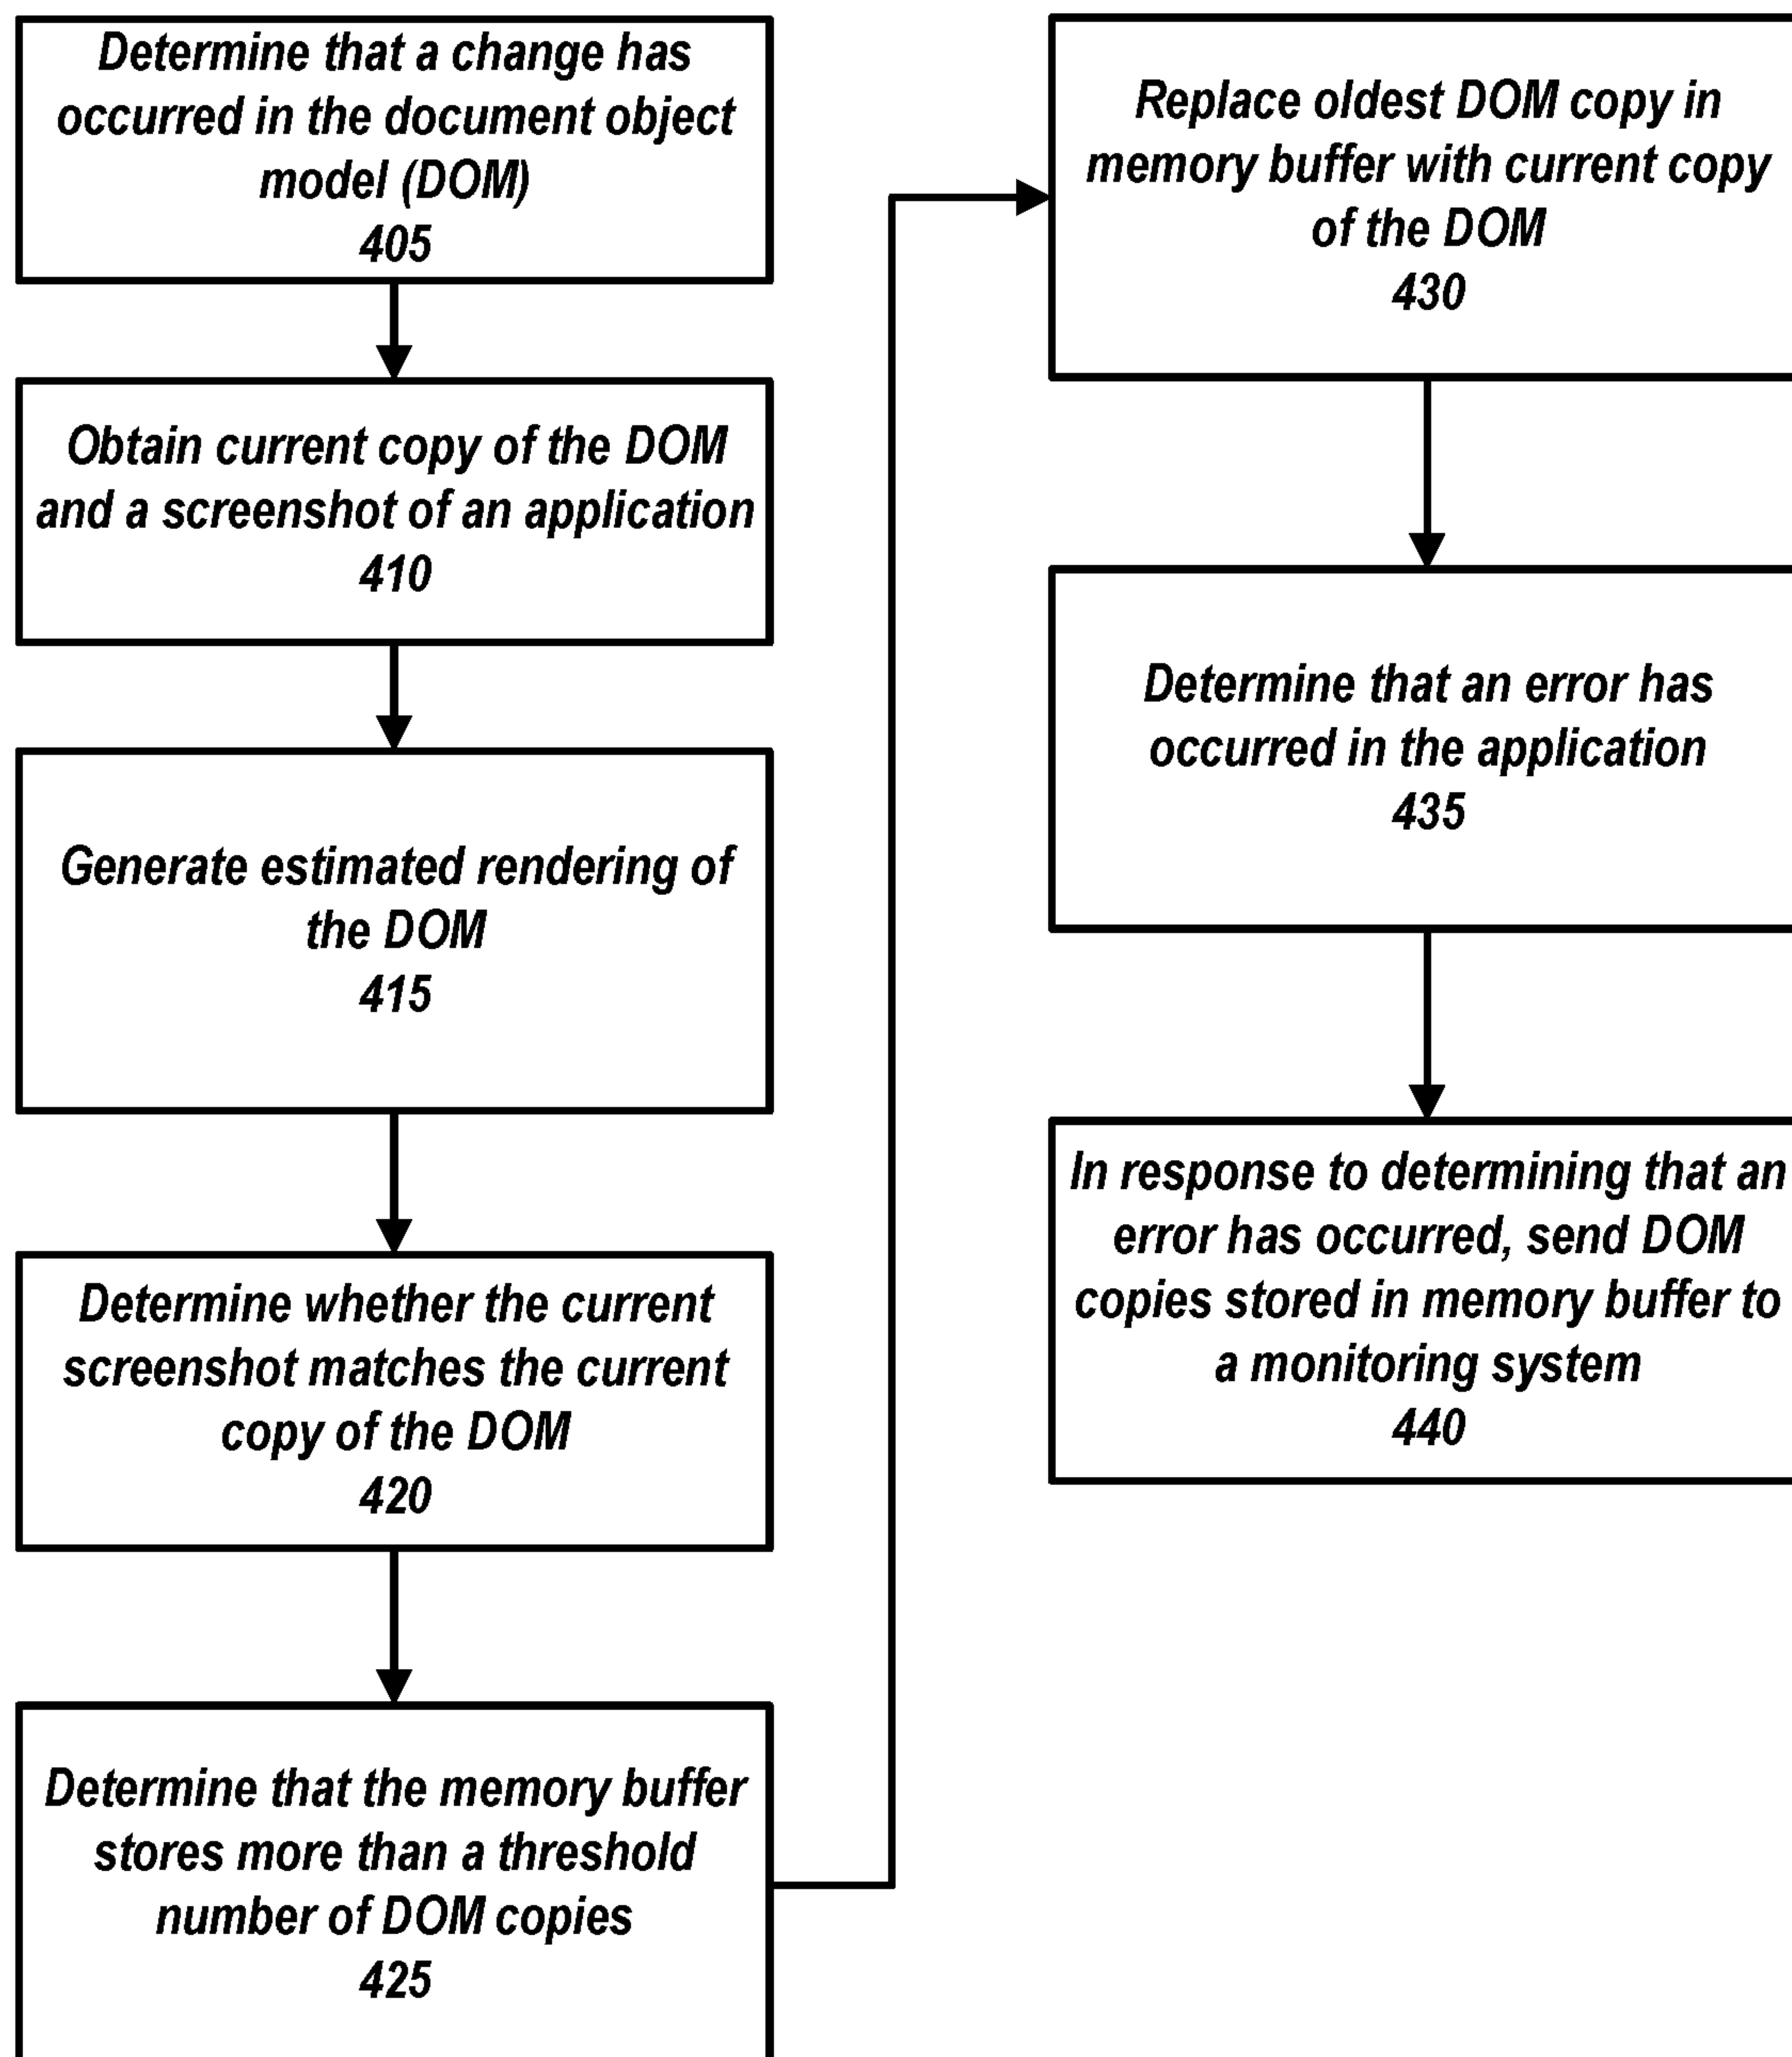 Determine that a change has
occurred in the document object
model (DOM)
405
Obtain current copy of the DOM
and a screenshot of an application
410
Generate estimated rendering of
the DOM
415
Determine whether the current
screenshot matches the current
copy of the DOM
420
Determine that the memory buffer
stores more than a threshold
number of DOM copies
425
Replace oldest DOM copy in
memory buffer with current copy
of the DOM
430
Determine that an error has
occurred in the application
435
In response to determining that an
error has occurred, send DOM
copies stored in memory buffer to
a monitoring system
440